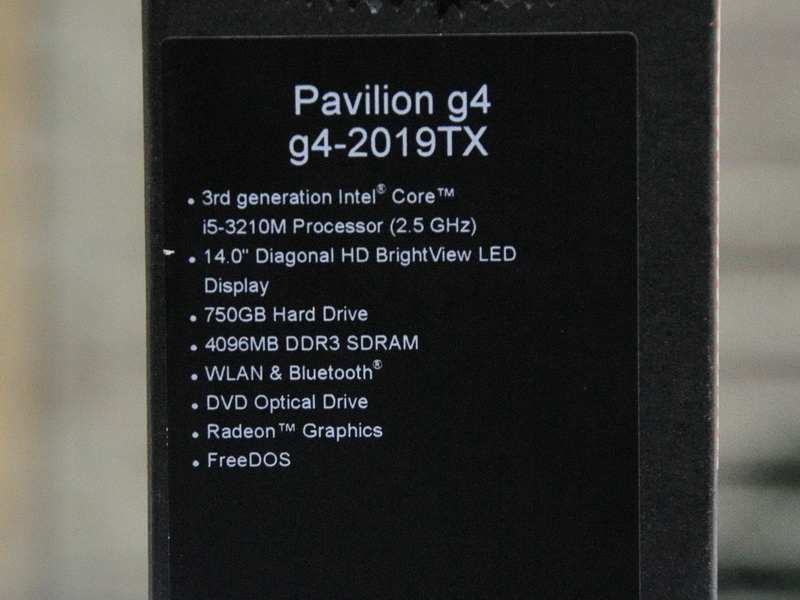 Pavilion g4
g4-2019TX
• 3rd generation Intel® Core™
i5-3210M Processor (2.5 GHz)
• 14.0" Diagonal HD BrightView LED
Display
• 750GB Hard Drive
• 4096MB DDR3 SDRAM
• WLAN & Bluetooth®
• DVD Optical Drive
• Radeon™ Graphics
• FreeDOS